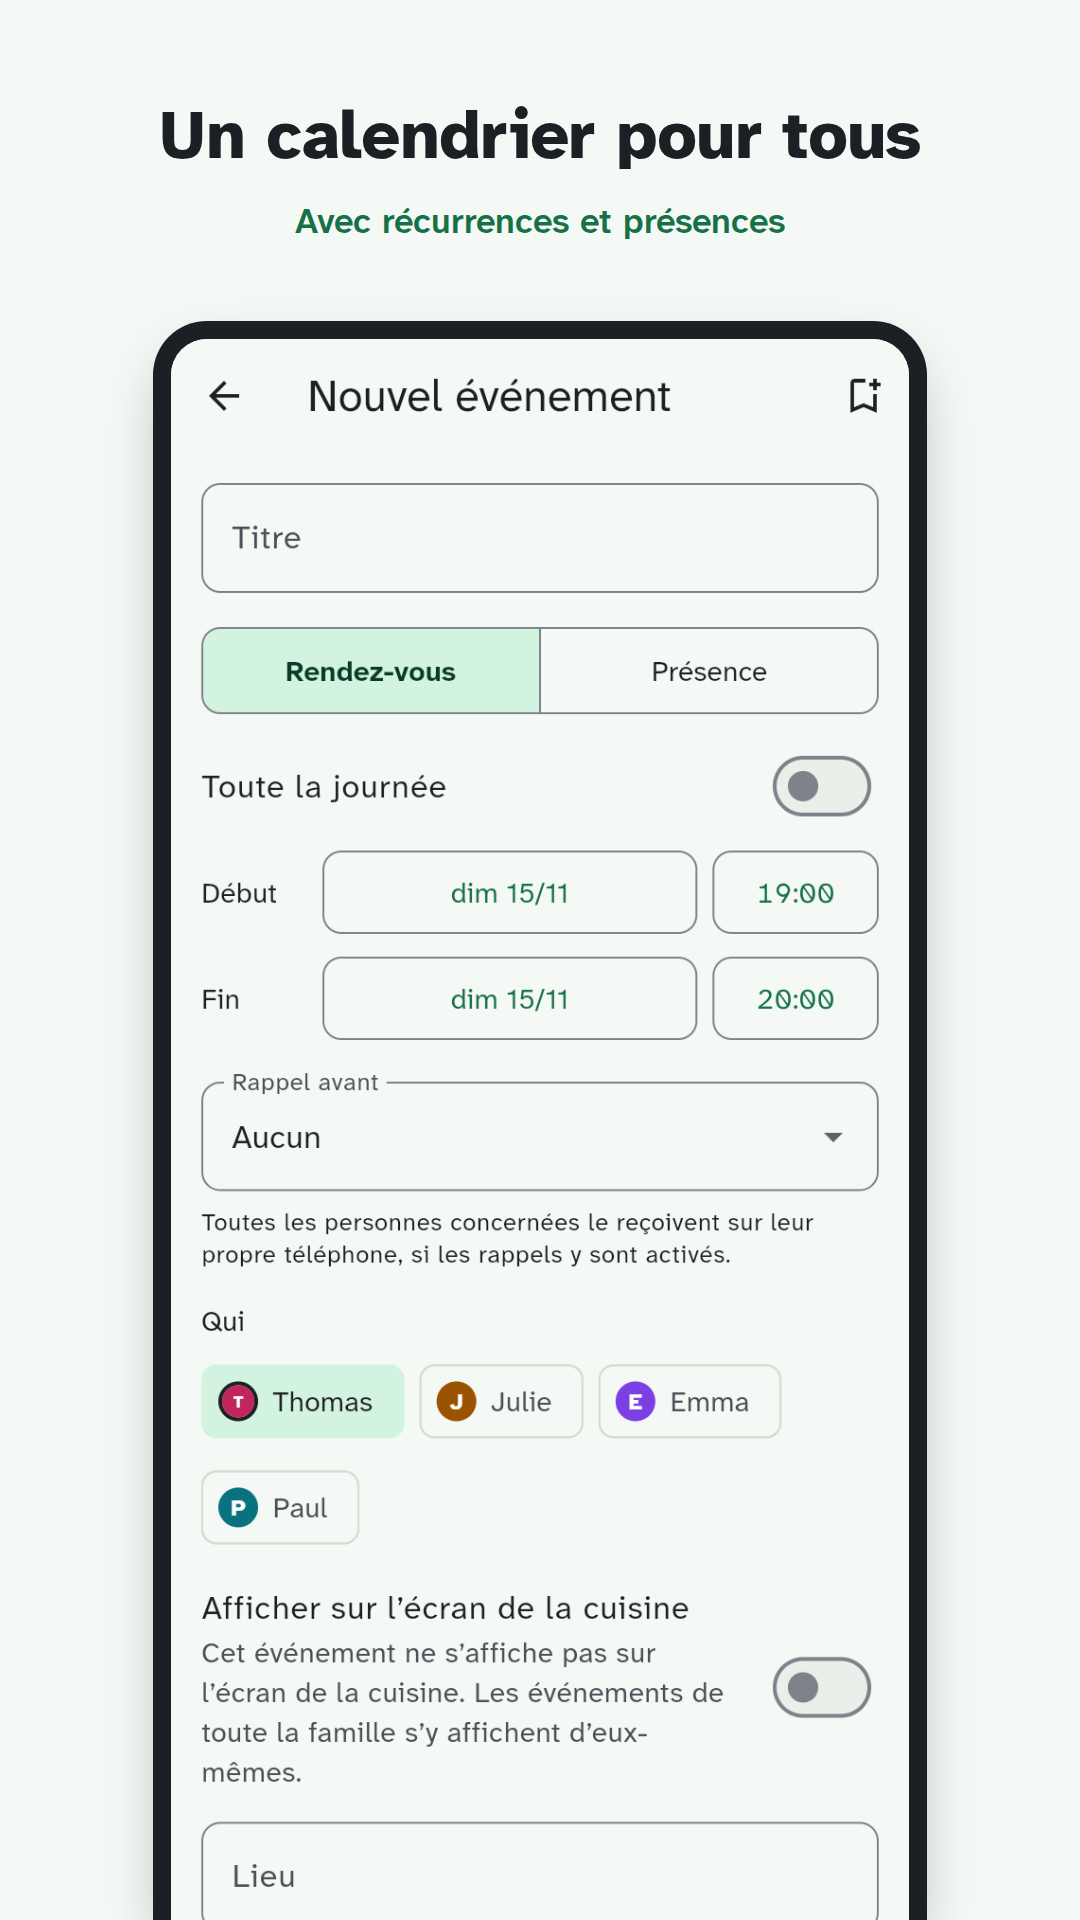 Un calendrier pour tous
Avec récurrences et présences
Nouvel événement
Titre
Rendez-vous
Présence
Toute la journée
Début
dim 15/11
19:00
Fin
dim 15/11
20:00
Rappel avant
Aucun
Toutes les personnes concernées le reçoivent sur leur
propre téléphone, si les rappels y sont activés.
Qui
T Thomas
J Julie
E Emma
P Paul
Afficher sur l’écran de la cuisine
Cet événement ne s’affiche pas sur
l’écran de la cuisine. Les événements de
toute la famille s’y affichent d’eux-
mêmes.
Lieu